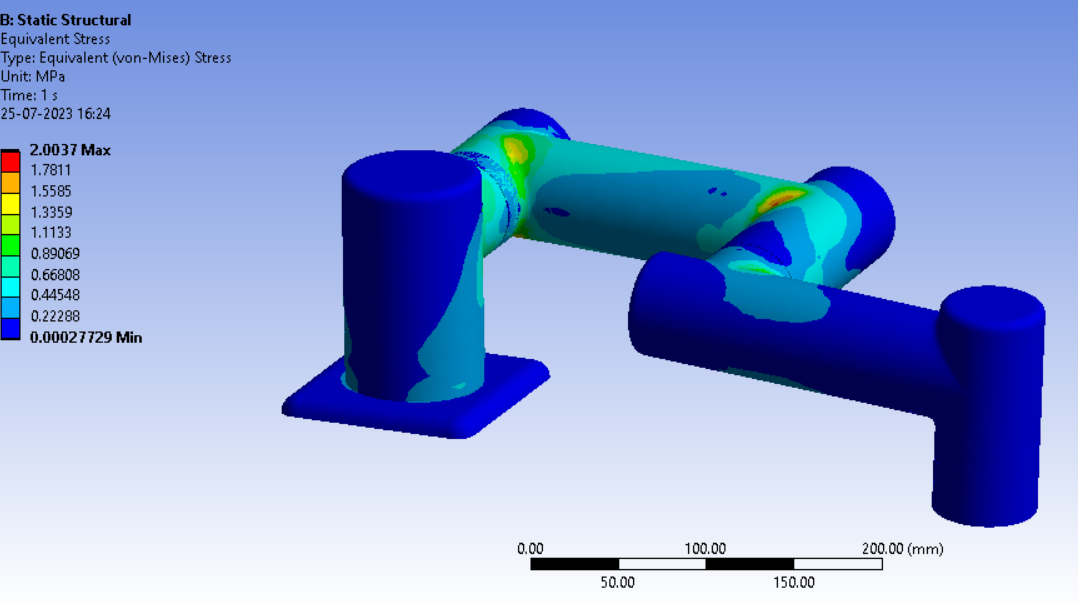 B: Static Structural
Equivalent Stress
Type: Equivalent (von-Mises) Stress
Unit: MPa
Time: 1 s
25-07-2023 16:24
2.0037 Max
1.7811
1.5585
1.3359
1.1133
0.89069
0.66808
0.44548
0.22288
0.00027729 Min
0.00 100.00 200.00 (mm)
50.00 150.00